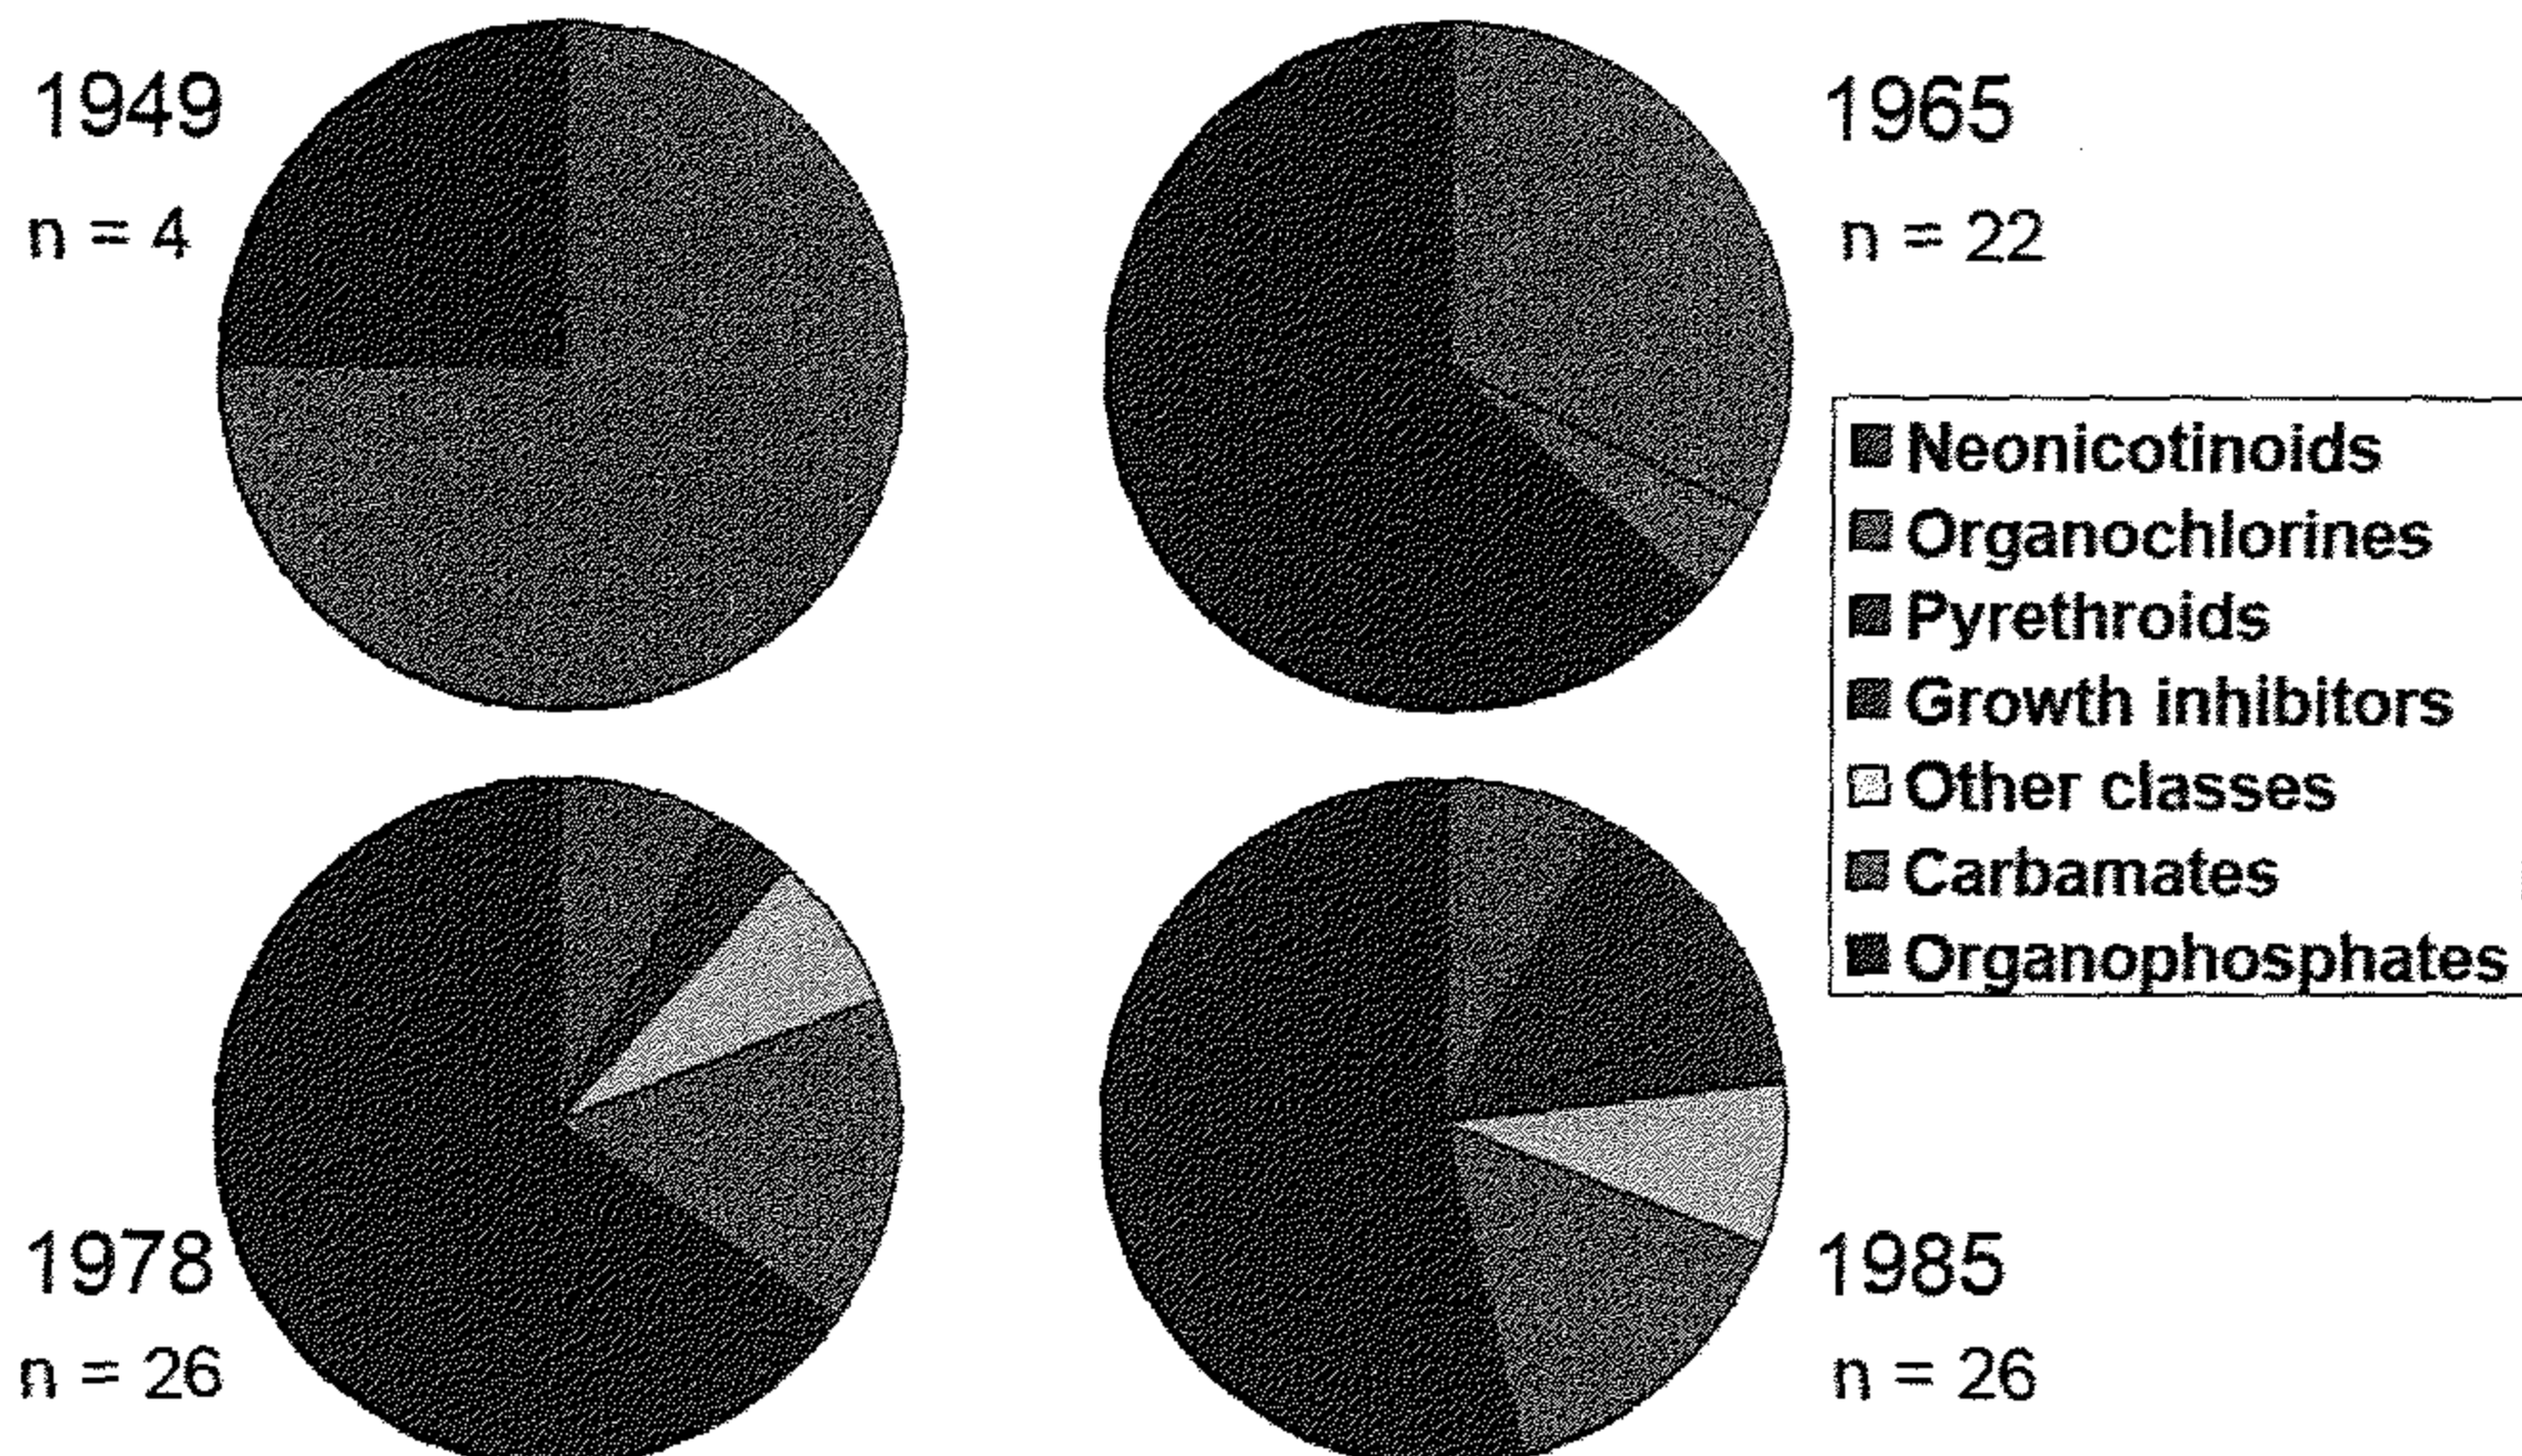 1949
n = 4
1965
n = 22
Neonicotinoids
Organochlorines
Pyrethroids
Growth inhibitors
Other classes
Carbamates
Organophosphates
1978
n = 26
1985
n = 26